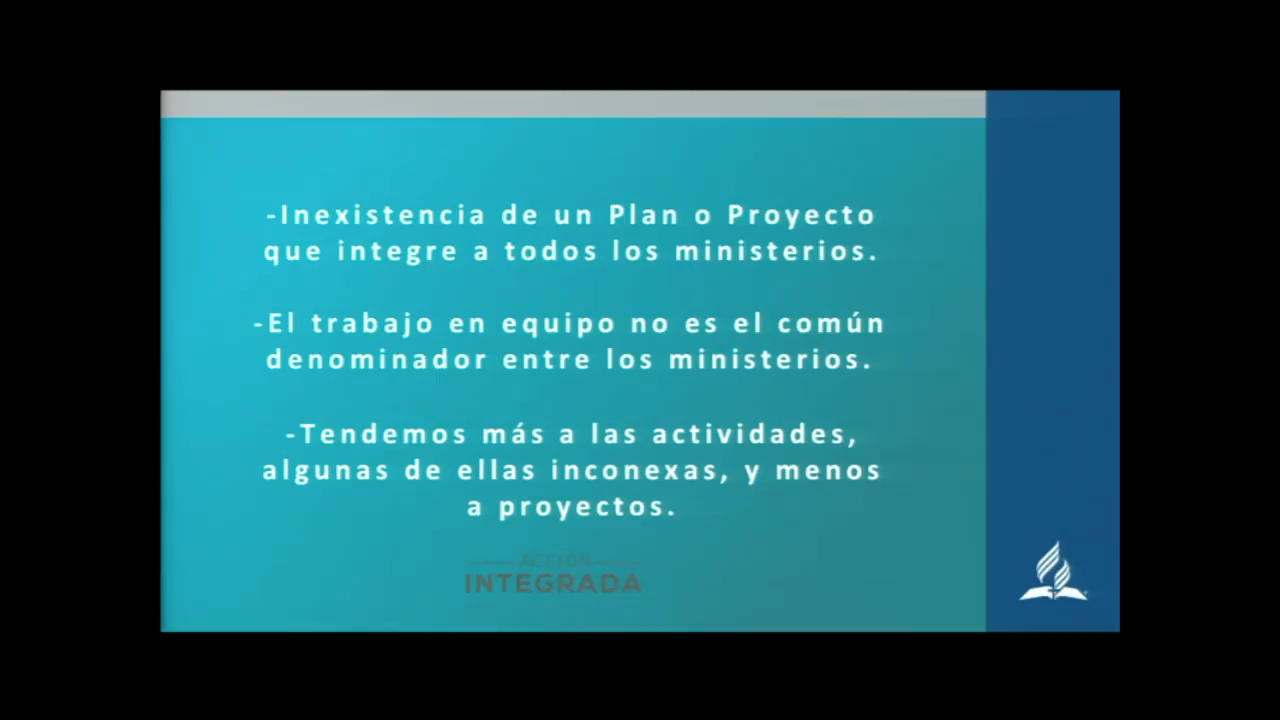 -Inexistencia de un Plan o Proyecto
que integre a todos los ministerios.
-El trabajo en equipo no es el común
denominador entre los ministerios.
-Tendemos más a las actividades,
algunas de ellas inconexas, y menos
a proyectos.
ACCIÓN
INTEGRADA